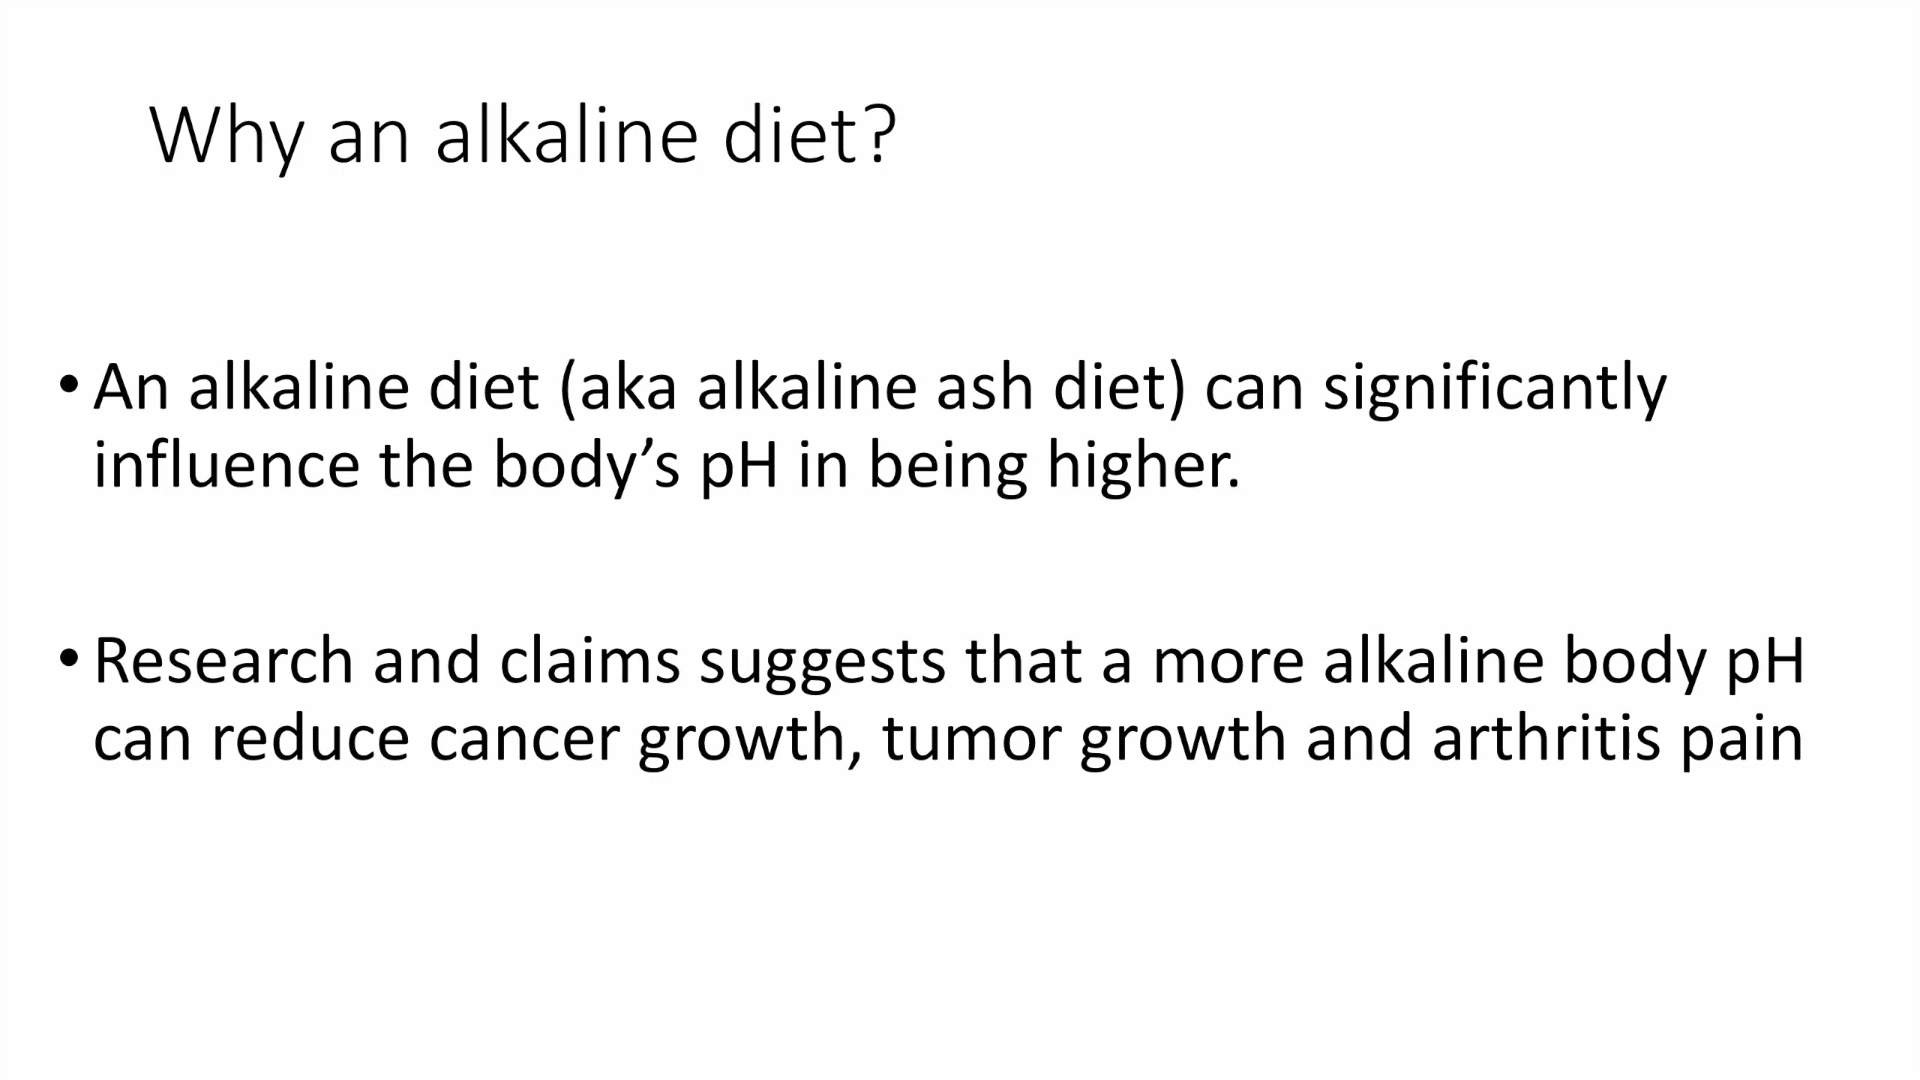 Why an alkaline diet?
• An alkaline diet (aka alkaline ash diet) can significantly
influence the body’s pH in being higher.
• Research and claims suggests that a more alkaline body pH
can reduce cancer growth, tumor growth and arthritis pain